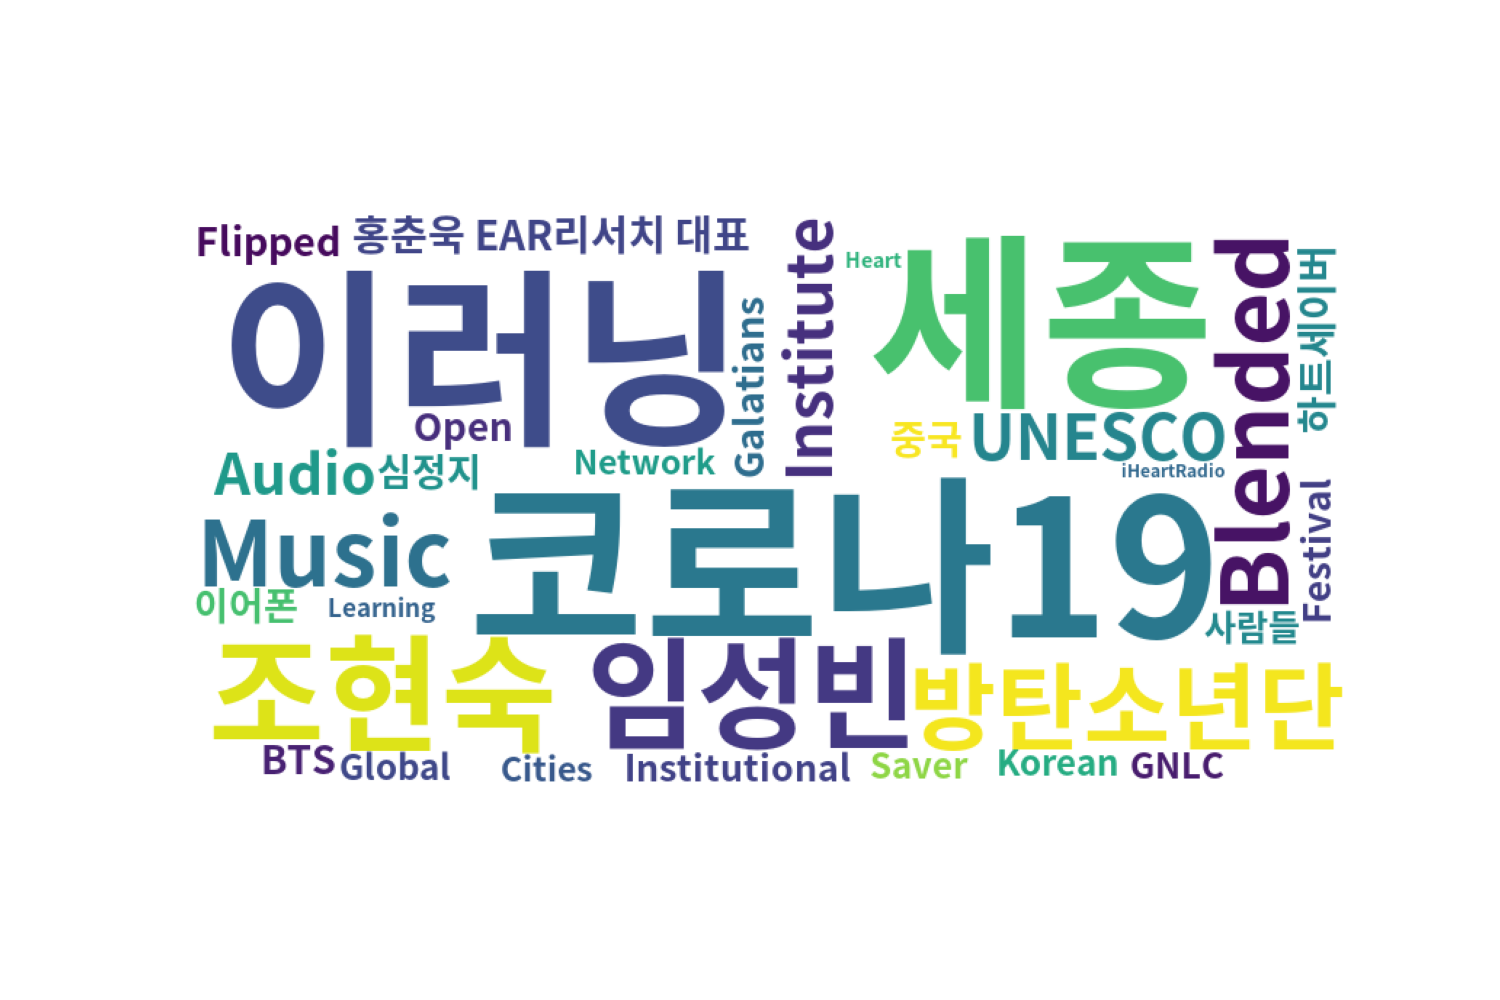 Flipped
홍춘욱 EAR리서치 대표
Institute
Heart
세종
Blended
하트세이버
이러닝
Galatians
Open
중국
UNESCO
Audio
심정지
Network
iHeartRadio
Music
코로나19
Festival
이어폰
Learning
사람들
조현숙
임성빈
방탄소년단
BTS
Global
Cities
Institutional
Saver
Korean
GNLC